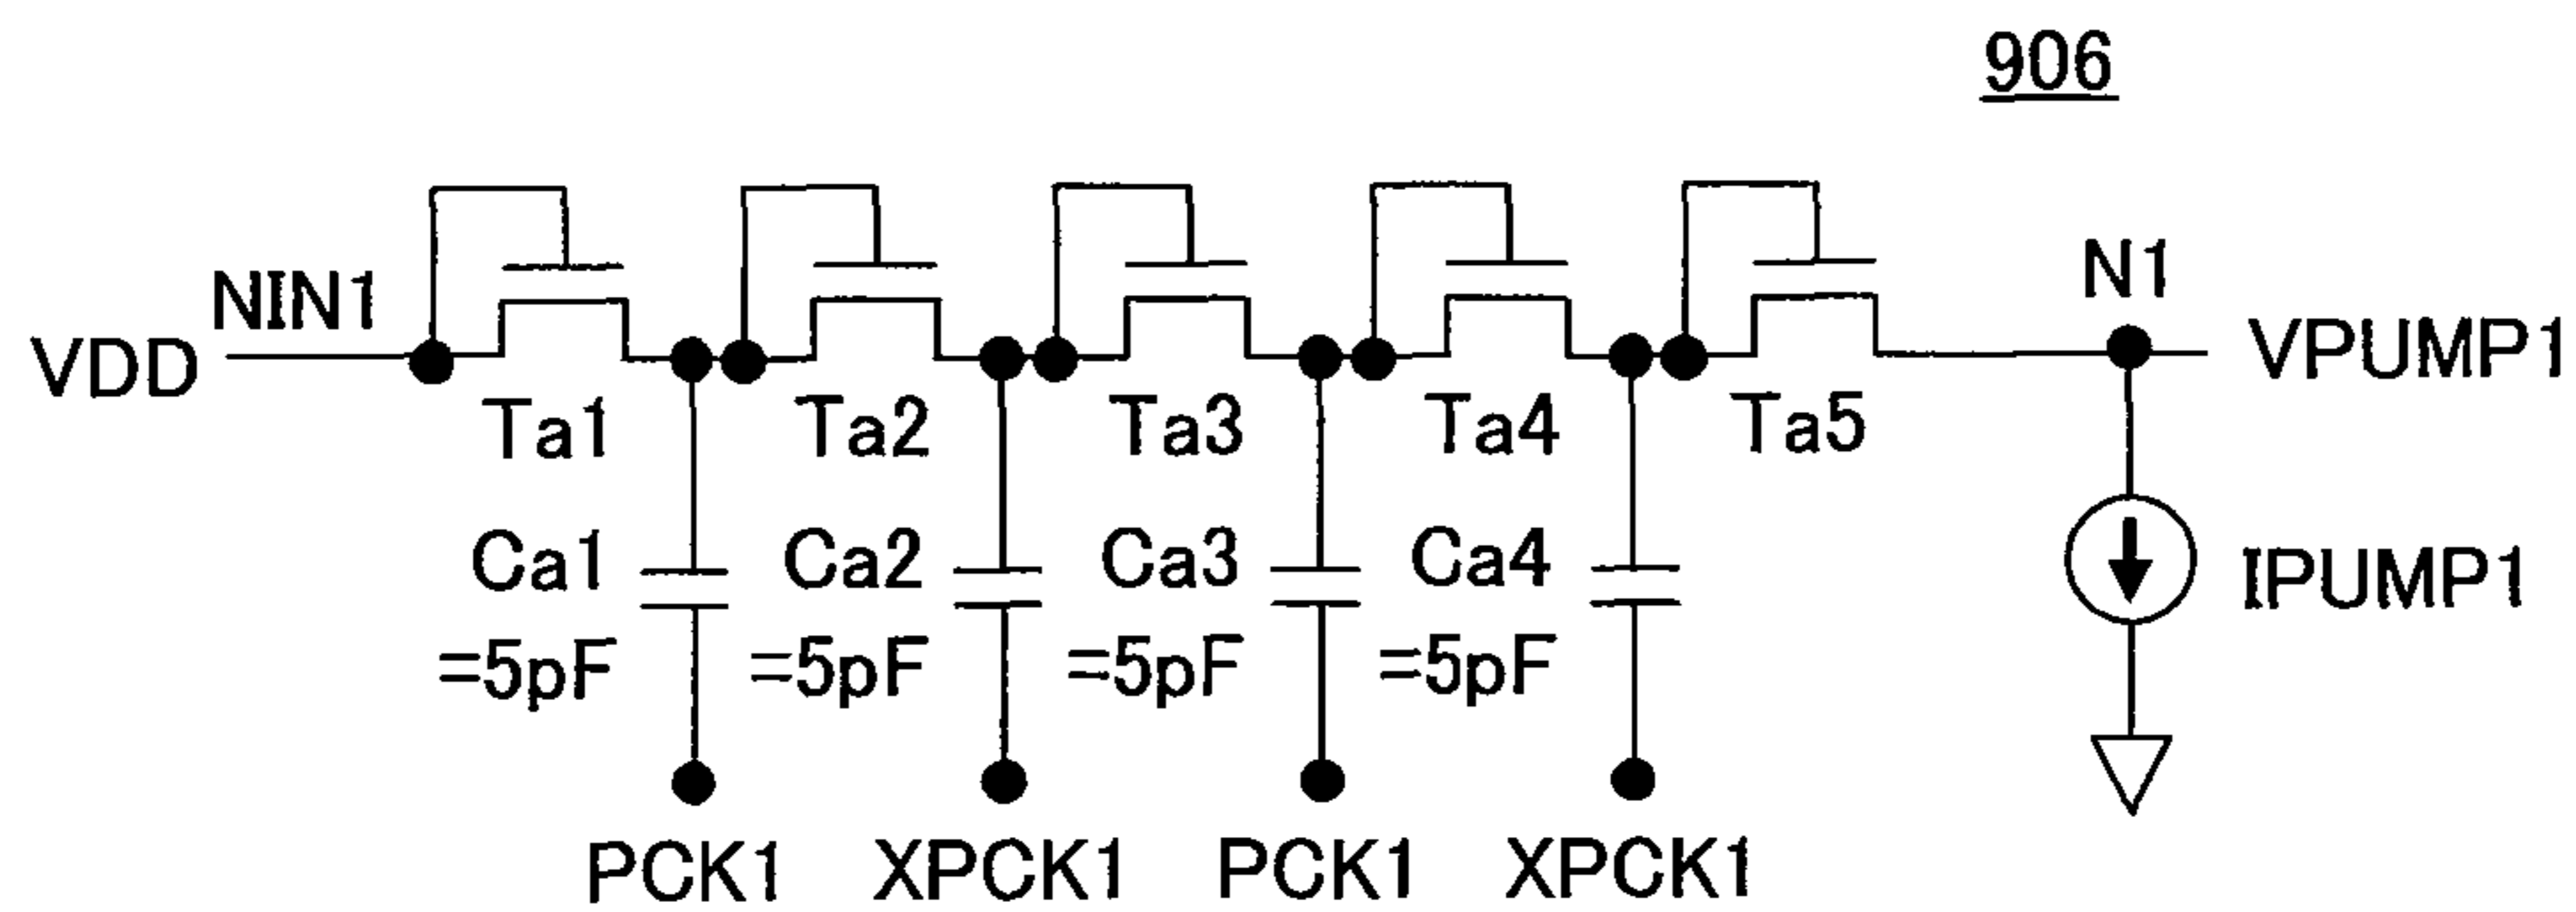 906
NIN1
N1
VDD
VPUMP1
Ta1 Ta2 Ta3 Ta4 Ta5
Ca1 Ca2 Ca3 Ca4
=5pF =5pF =5pF =5pF
IPUMP1
PCK1 XPCK1 PCK1 XPCK1